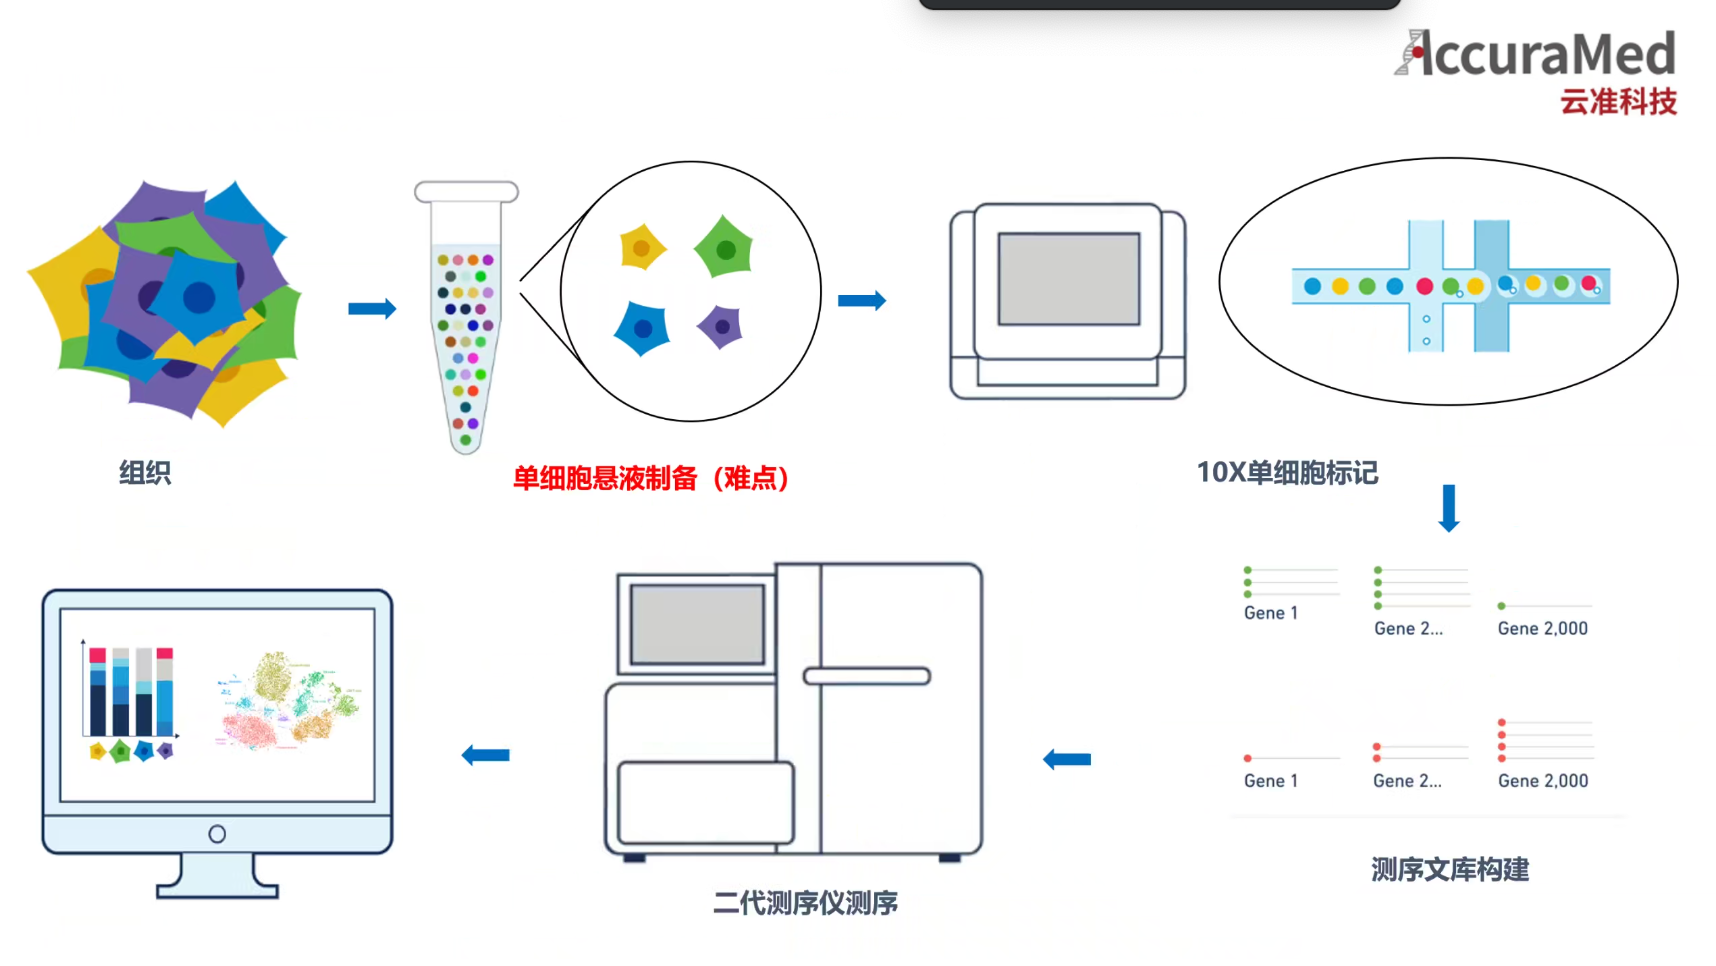 AccuraMed
云准科技
组织
单细胞悬液制备（难点）
10X单细胞标记
Gene 1
Gene 2...
Gene 2,000
Gene 1
Gene 2...
Gene 2,000
测序文库构建
二代测序仪测序